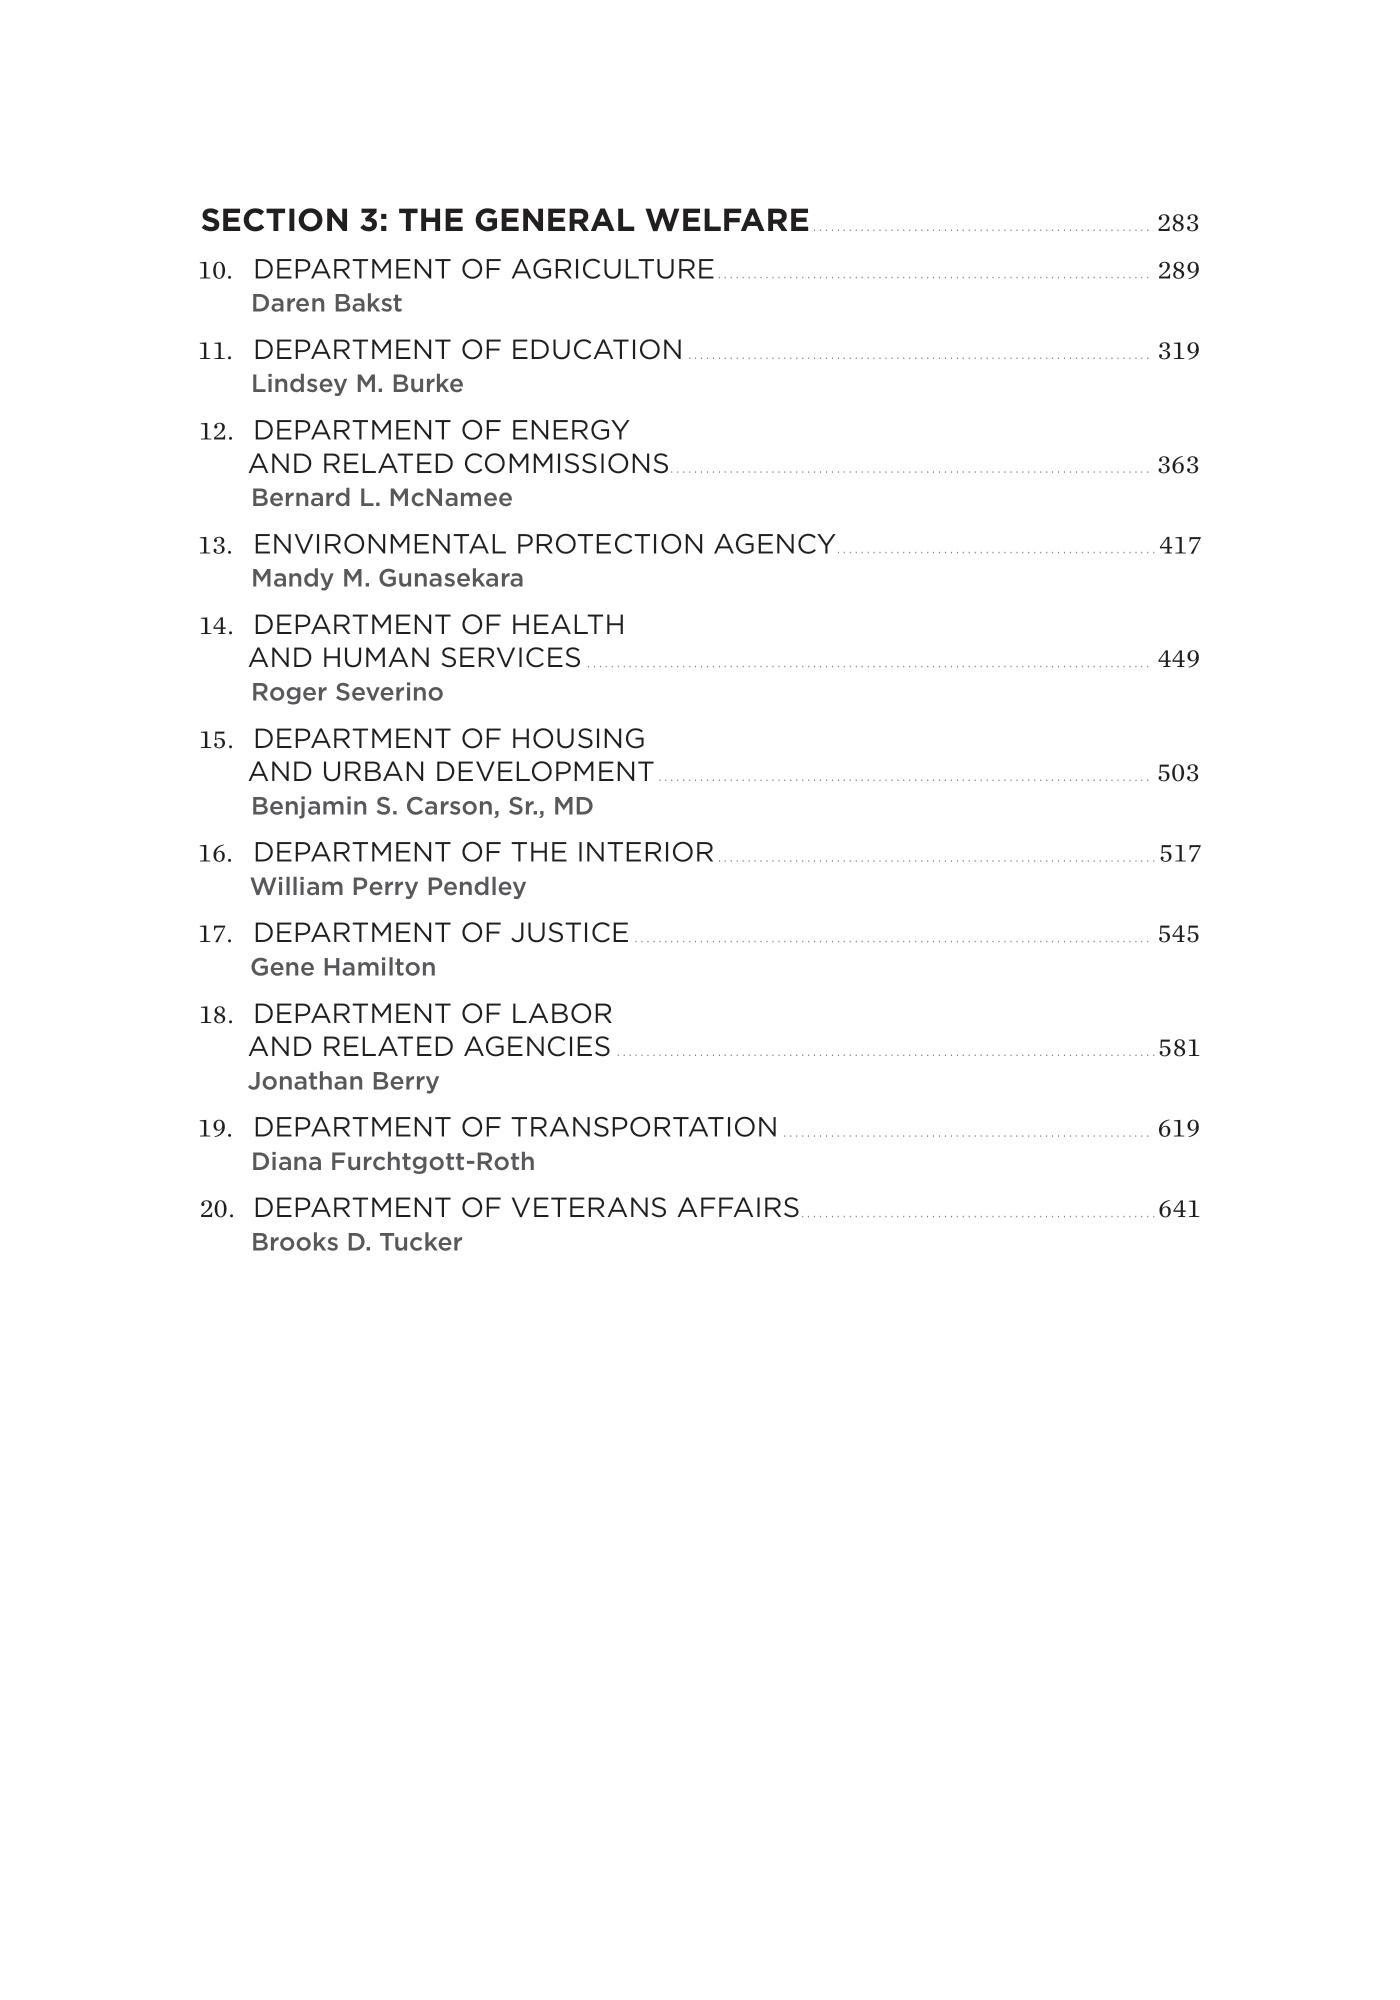 SECTION 3: THE GENERAL WELFARE 283
10. DEPARTMENT OF AGRICULTURE 289
Daren Bakst
11. DEPARTMENT OF EDUCATION 319
Lindsey M. Burke
12. DEPARTMENT OF ENERGY
AND RELATED COMMISSIONS 363
Bernard L. McNamee
13. ENVIRONMENTAL PROTECTION AGENCY 417
Mandy M. Gunasekara
14. DEPARTMENT OF HEALTH
AND HUMAN SERVICES 449
Roger Severino
15. DEPARTMENT OF HOUSING
AND URBAN DEVELOPMENT 503
Benjamin S. Carson, Sr., MD
16. DEPARTMENT OF THE INTERIOR 517
William Perry Pendley
17. DEPARTMENT OF JUSTICE 545
Gene Hamilton
18. DEPARTMENT OF LABOR
AND RELATED AGENCIES 581
Jonathan Berry
19. DEPARTMENT OF TRANSPORTATION 619
Diana Furchtgott-Roth
20. DEPARTMENT OF VETERANS AFFAIRS 641
Brooks D. Tucker